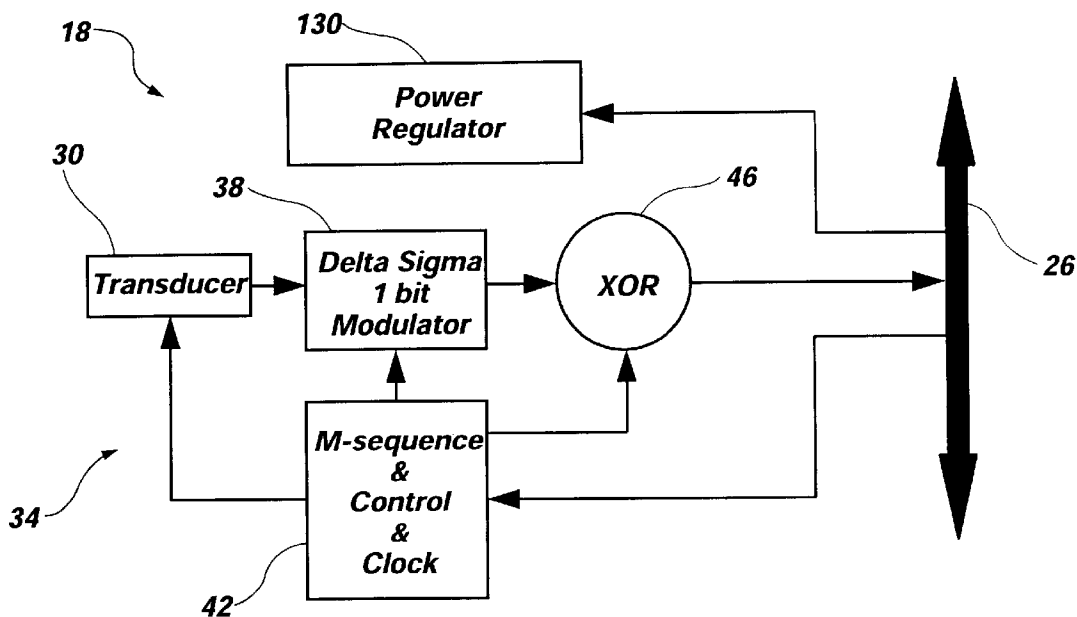 18
130
Power
Regulator
30
38
46
Transducer
Delta Sigma
1 bit
Modulator
XOR
26
M-sequence
&
Control
&
Clock
34
42